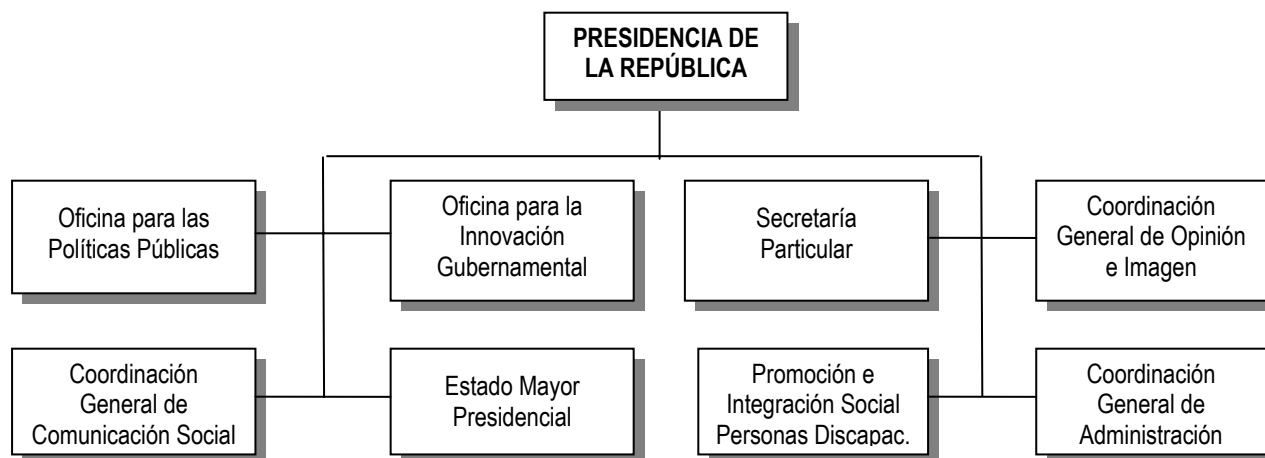 PRESIDENCIA DE
LA REPÚBLICA
Oficina para las
Políticas Públicas
Oficina para la
Innovación
Gubernamental
Secretaría
Particular
Coordinación
General de Opinión
e Imagen
Coordinación
General de
Comunicación Social
Estado Mayor
Presidencial
Promoción e
Integración Social
Personas Discapac.
Coordinación
General de
Administración